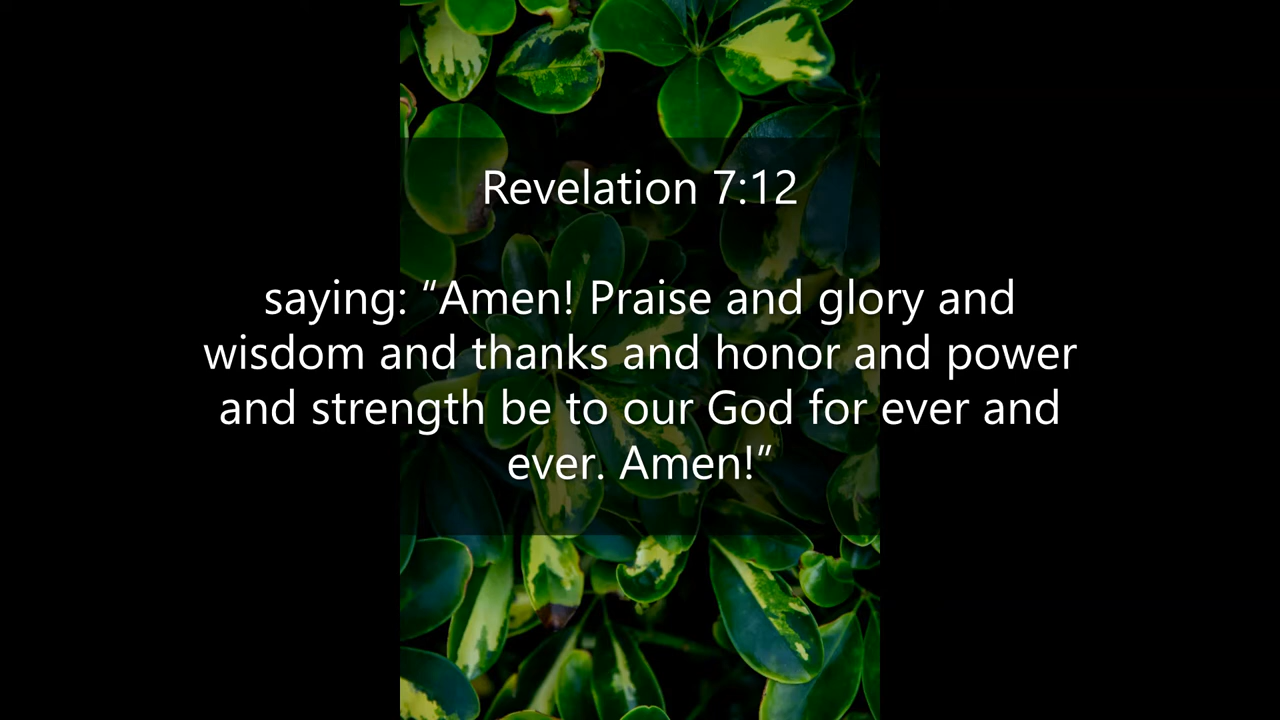 Revelation 7:12
saying: “Amen! Praise and glory and
wisdom and thanks and honor and power
and strength be to our God for ever and
ever. Amen!”